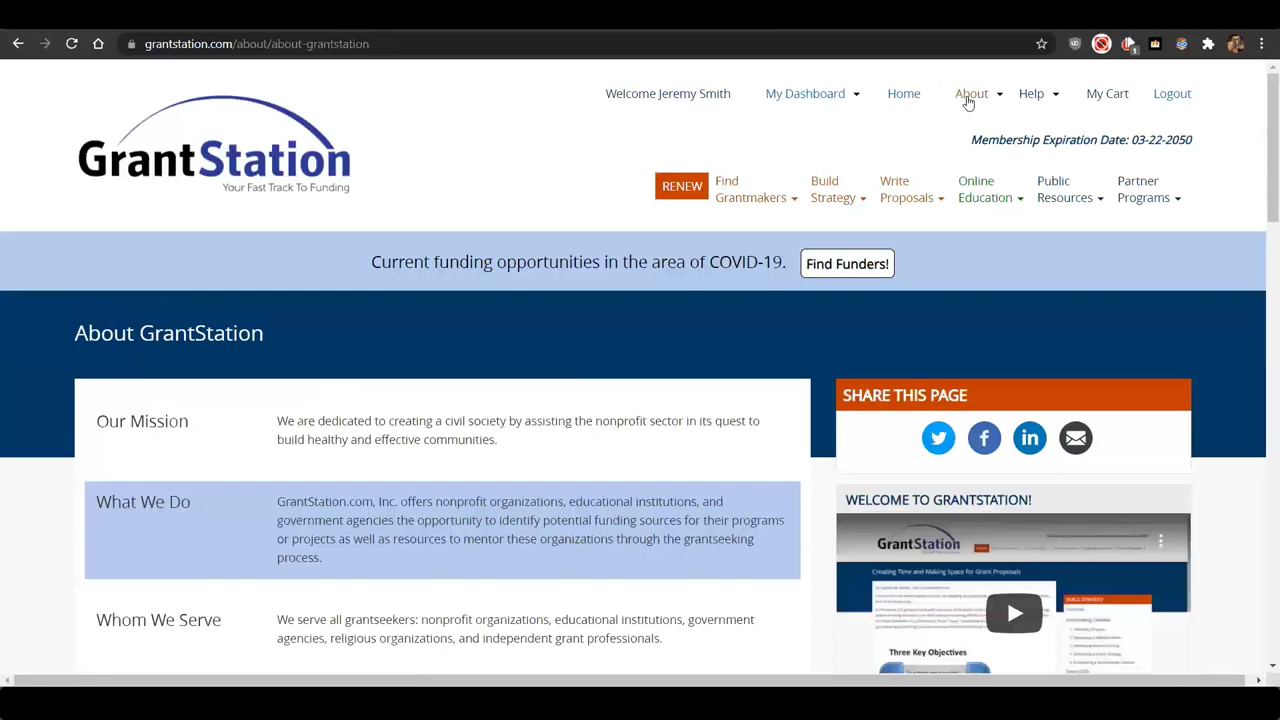 grantstation.com/about/about-grantstation
1
Welcome Jeremy Smith My Dashboard Home About Help My Cart Logout
GrantStation
Your Fast Track To Funding
Membership Expiration Date: 03-22-2050
RENEW
Find
Grantmakers
Build
Strategy
Write
Proposals
Online
Education
Public
Resources
Partner
Programs
Current funding opportunities in the area of COVID-19. Find Funders!
About GrantStation
Our Mission
We are dedicated to creating a civil society by assisting the nonprofit sector in its quest to
build healthy and effective communities.
What We Do
GrantStation.com, Inc. offers nonprofit organizations, educational institutions, and
government agencies the opportunity to identify potential funding sources for their programs
or projects as well as resources to mentor these organizations through the grantseeking
process.
Whom We Serve
We serve all grantseekers: nonprofit organizations, educational institutions, government
agencies, religious organizations, and independent grant professionals.
SHARE THIS PAGE
WELCOME TO GRANTSTATION!
GrantStation
Creating Time and Making Space for Grant Proposals
Three Key Objectives